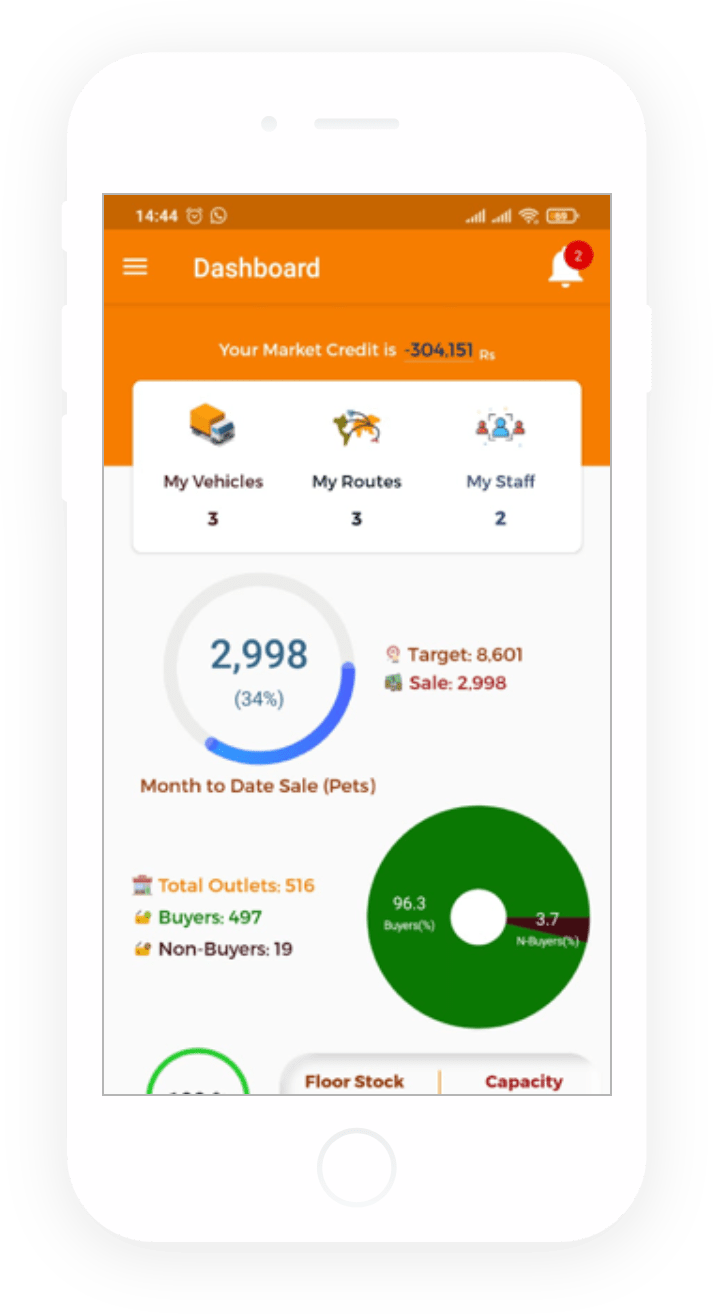 14:44
69
Dashboard
2
Your Market Credit is -304,151 Rs
My Vehicles My Routes My Staff
3 3 2
2,998
(34%)
Target: 8,601
Sale: 2,998
Month to Date Sale (Pets)
Total Outlets: 516
Buyers: 497
Non-Buyers: 19
96.3
Buyers(%)
3.7
N-Buyers(%)
Floor Stock Capacity